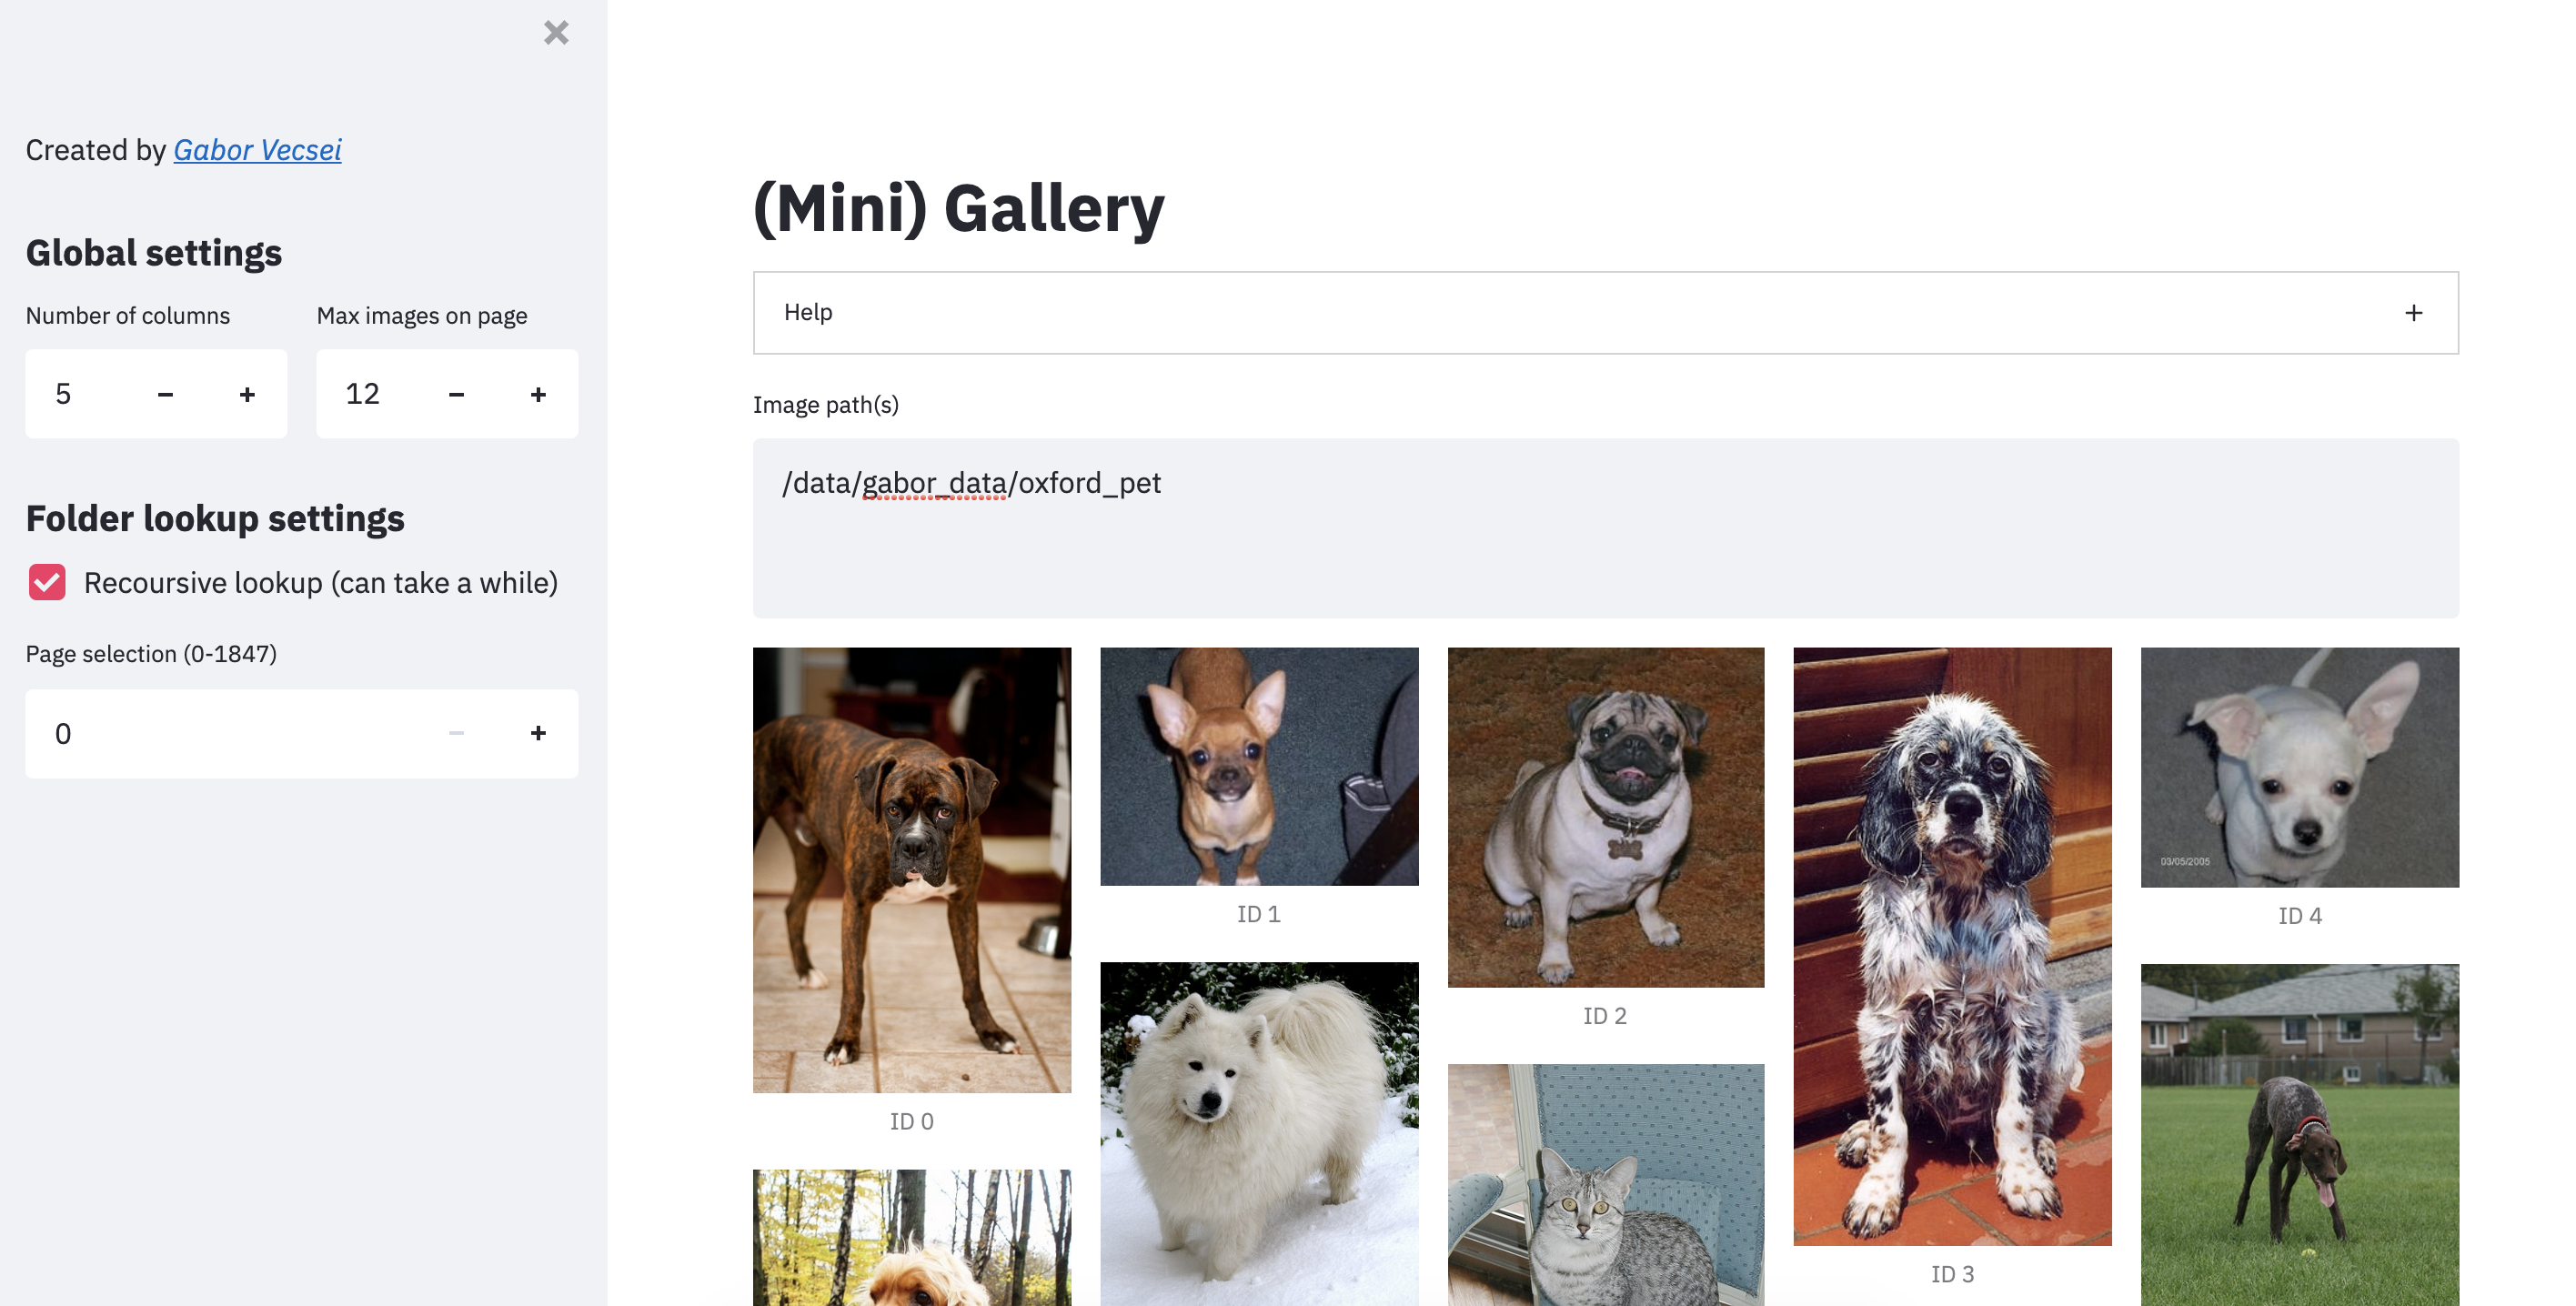 Created by Gabor Vecsei
Global settings
Number of columns
Max images on page
5 − +
12 − +
Folder lookup settings
Recoursive lookup (can take a while)
Page selection (0-1847)
0 − +
(Mini) Gallery
Help +
Image path(s)
/data/gabor_data/oxford_pet
03/05/2005
ID 1
ID 4
ID 2
ID 0
ID 3